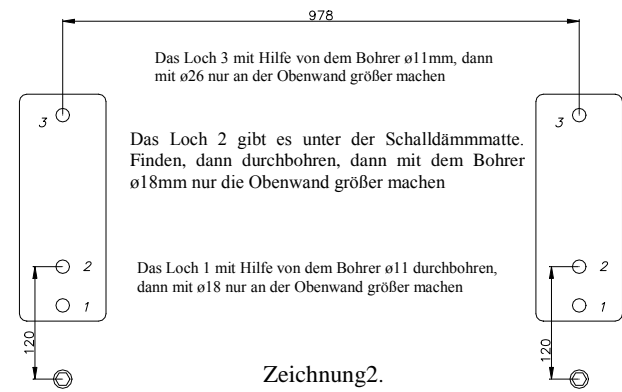 978
Das Loch 3 mit Hilfe von dem Bohrer ø11mm, dann
mit ø26 nur an der Obenwand größer machen
3
3
Das Loch 2 gibt es unter der Schalldämmmatte.
Finden, dann durchbohren, dann mit dem Bohrer
ø18mm nur die Obenwand größer machen
2
2
Das Loch 1 mit Hilfe von dem Bohrer ø11 durchbohren,
dann mit ø18 nur an der Obenwand größer machen
1
1
120
120
Zeichnung2.